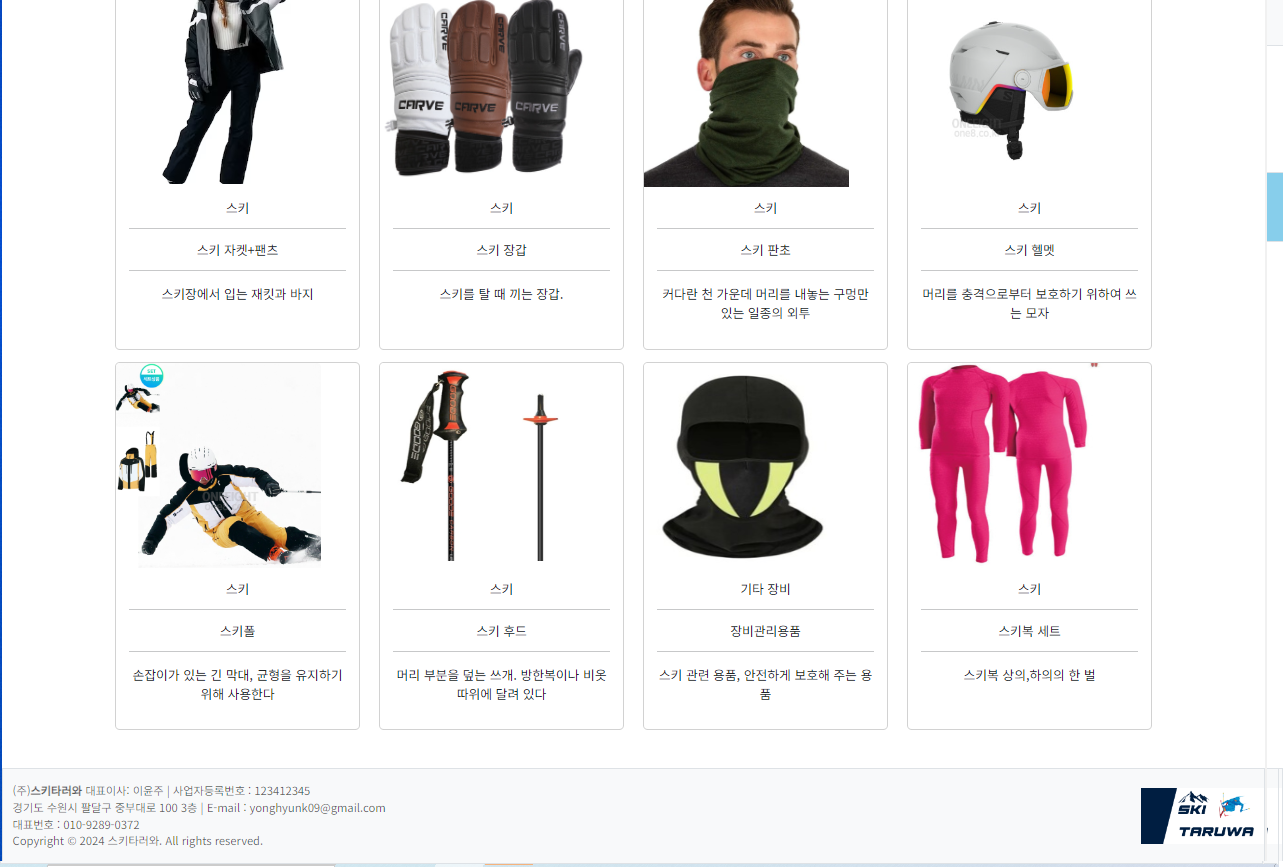 CARVE
CARVE
CARVE CARVE CARVE
ONE EIGHT
one8.co.k
스키
스키
스키
스키
스키 자켓+팬츠
스키 장갑
스키 판초
스키 헬멧
스키장에서 입는 재킷과 바지
스키를 탈 때 끼는 장갑.
커다란 천 가운데 머리를 내놓는 구멍만
있는 일종의 외투
머리를 충격으로부터 보호하기 위하여 쓰
는 모자
ONEEIGHT
스키
스키
기타 장비
스키
스키폴
스키 후드
장비관리용품
스키복 세트
손잡이가 있는 긴 막대, 균형을 유지하기
위해 사용한다
머리 부분을 덮는 쓰개. 방한복이나 비옷
따위에 달려 있다
스키 관련 용품, 안전하게 보호해 주는 용
품
스키복 상의,하의의 한 벌
(주)스키타러와 대표이사: 이윤주 | 사업자등록번호 : 123412345
경기도 수원시 팔달구 중부대로 100 3층 | E-mail : yonghyunk09@gmail.com
대표번호 : 010-9289-0372
Copyright © 2024 스키타러와. All rights reserved.
SKI
TARUWA